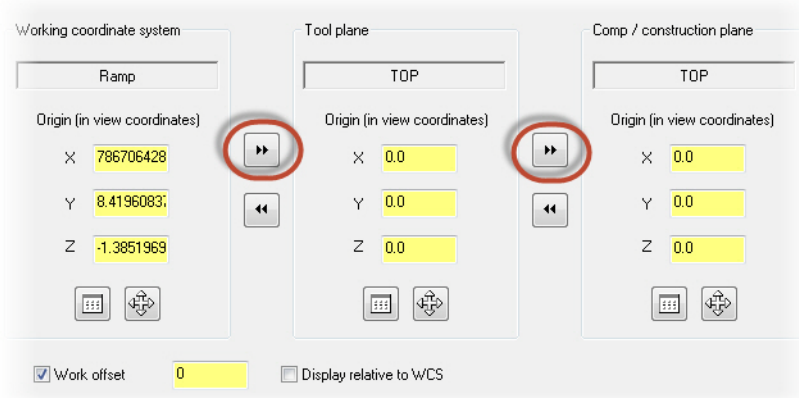 Working coordinate system Tool plane Comp / construction plane
Ramp TOP TOP
Origin (in view coordinates) Origin (in view coordinates) Origin (in view coordinates)
X 786706428 X 0.0 X 0.0
Y 8.4196083 Y 0.0 Y 0.0
Z -1.3851969 Z 0.0 Z 0.0
Work offset 0 Display relative to WCS